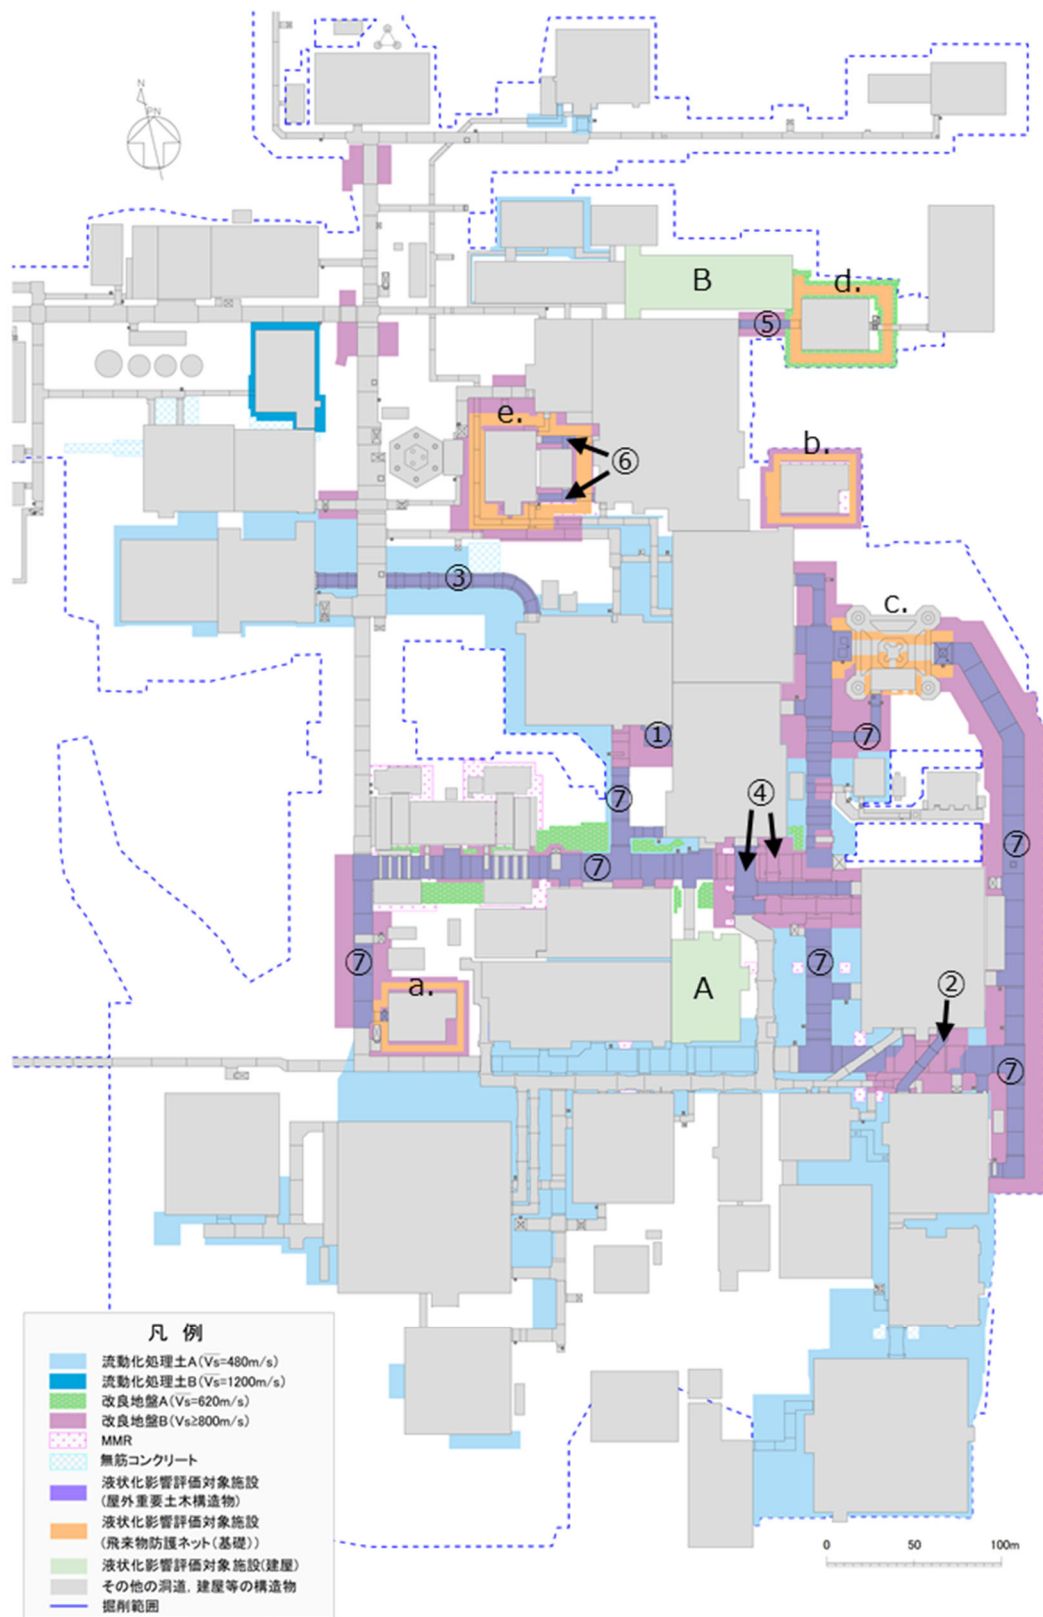 N
PN
B
d.
⑤
e.
⑥
b.
③
c.
①
⑦
⑦
④
⑦
⑦
⑦
⑦
a.
A
②
⑦
凡 例
流動化処理土A(Vs=480m/s)
流動化処理土B(Vs=1200m/s)
改良地盤A(Vs=620m/s)
改良地盤B(Vs≥800m/s)
MMR
無筋コンクリート
液状化影響評価対象施設
(屋外重要土木構造物)
液状化影響評価対象施設
(飛来物防護ネット(基礎))
液状化影響評価対象施設(建屋)
その他の洞道，建屋等の構造物
掘削範囲
0 50 100m